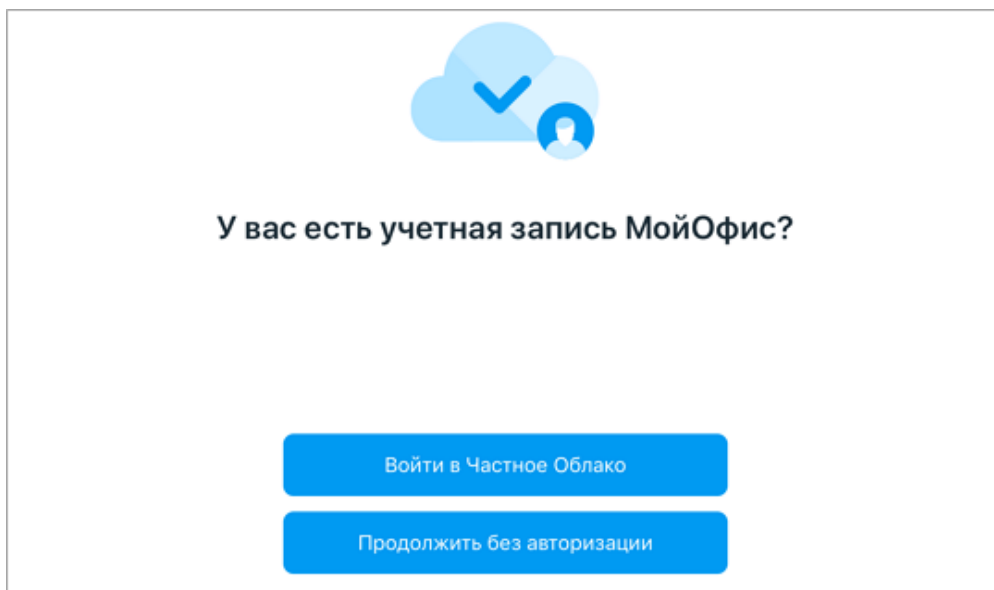 У вас есть учетная запись МойОфис?
Войти в Частное Облако
Продолжить без авторизации